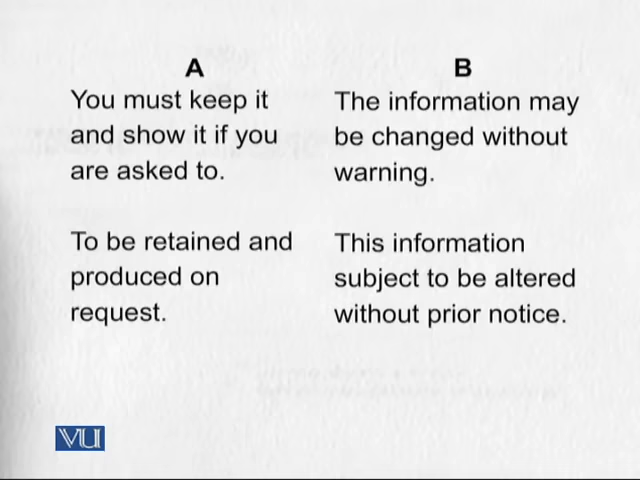 A
You must keep it
and show it if you
are asked to.
To be retained and
produced on
request.
B
The information may
be changed without
warning.
This information
subject to be altered
without prior notice.
VU